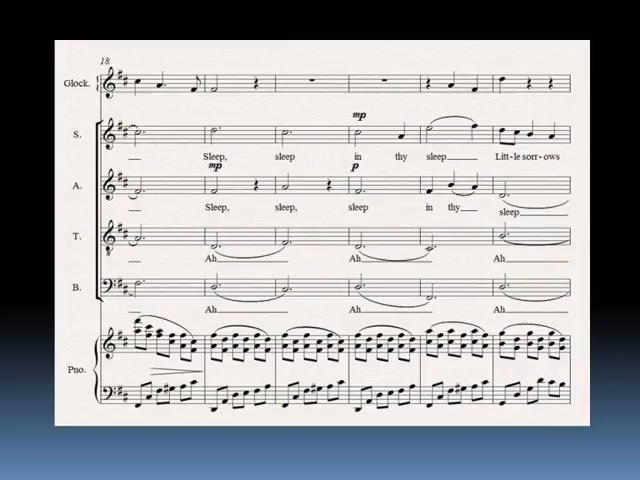 18
Glock.
mp
S.
Sleep, sleep in thy sleep Lit-tle sor-rows
mp p
A.
Sleep, sleep, sleep in thy sleep
T.
Ah Ah Ah
B.
Ah Ah Ah
Pno.